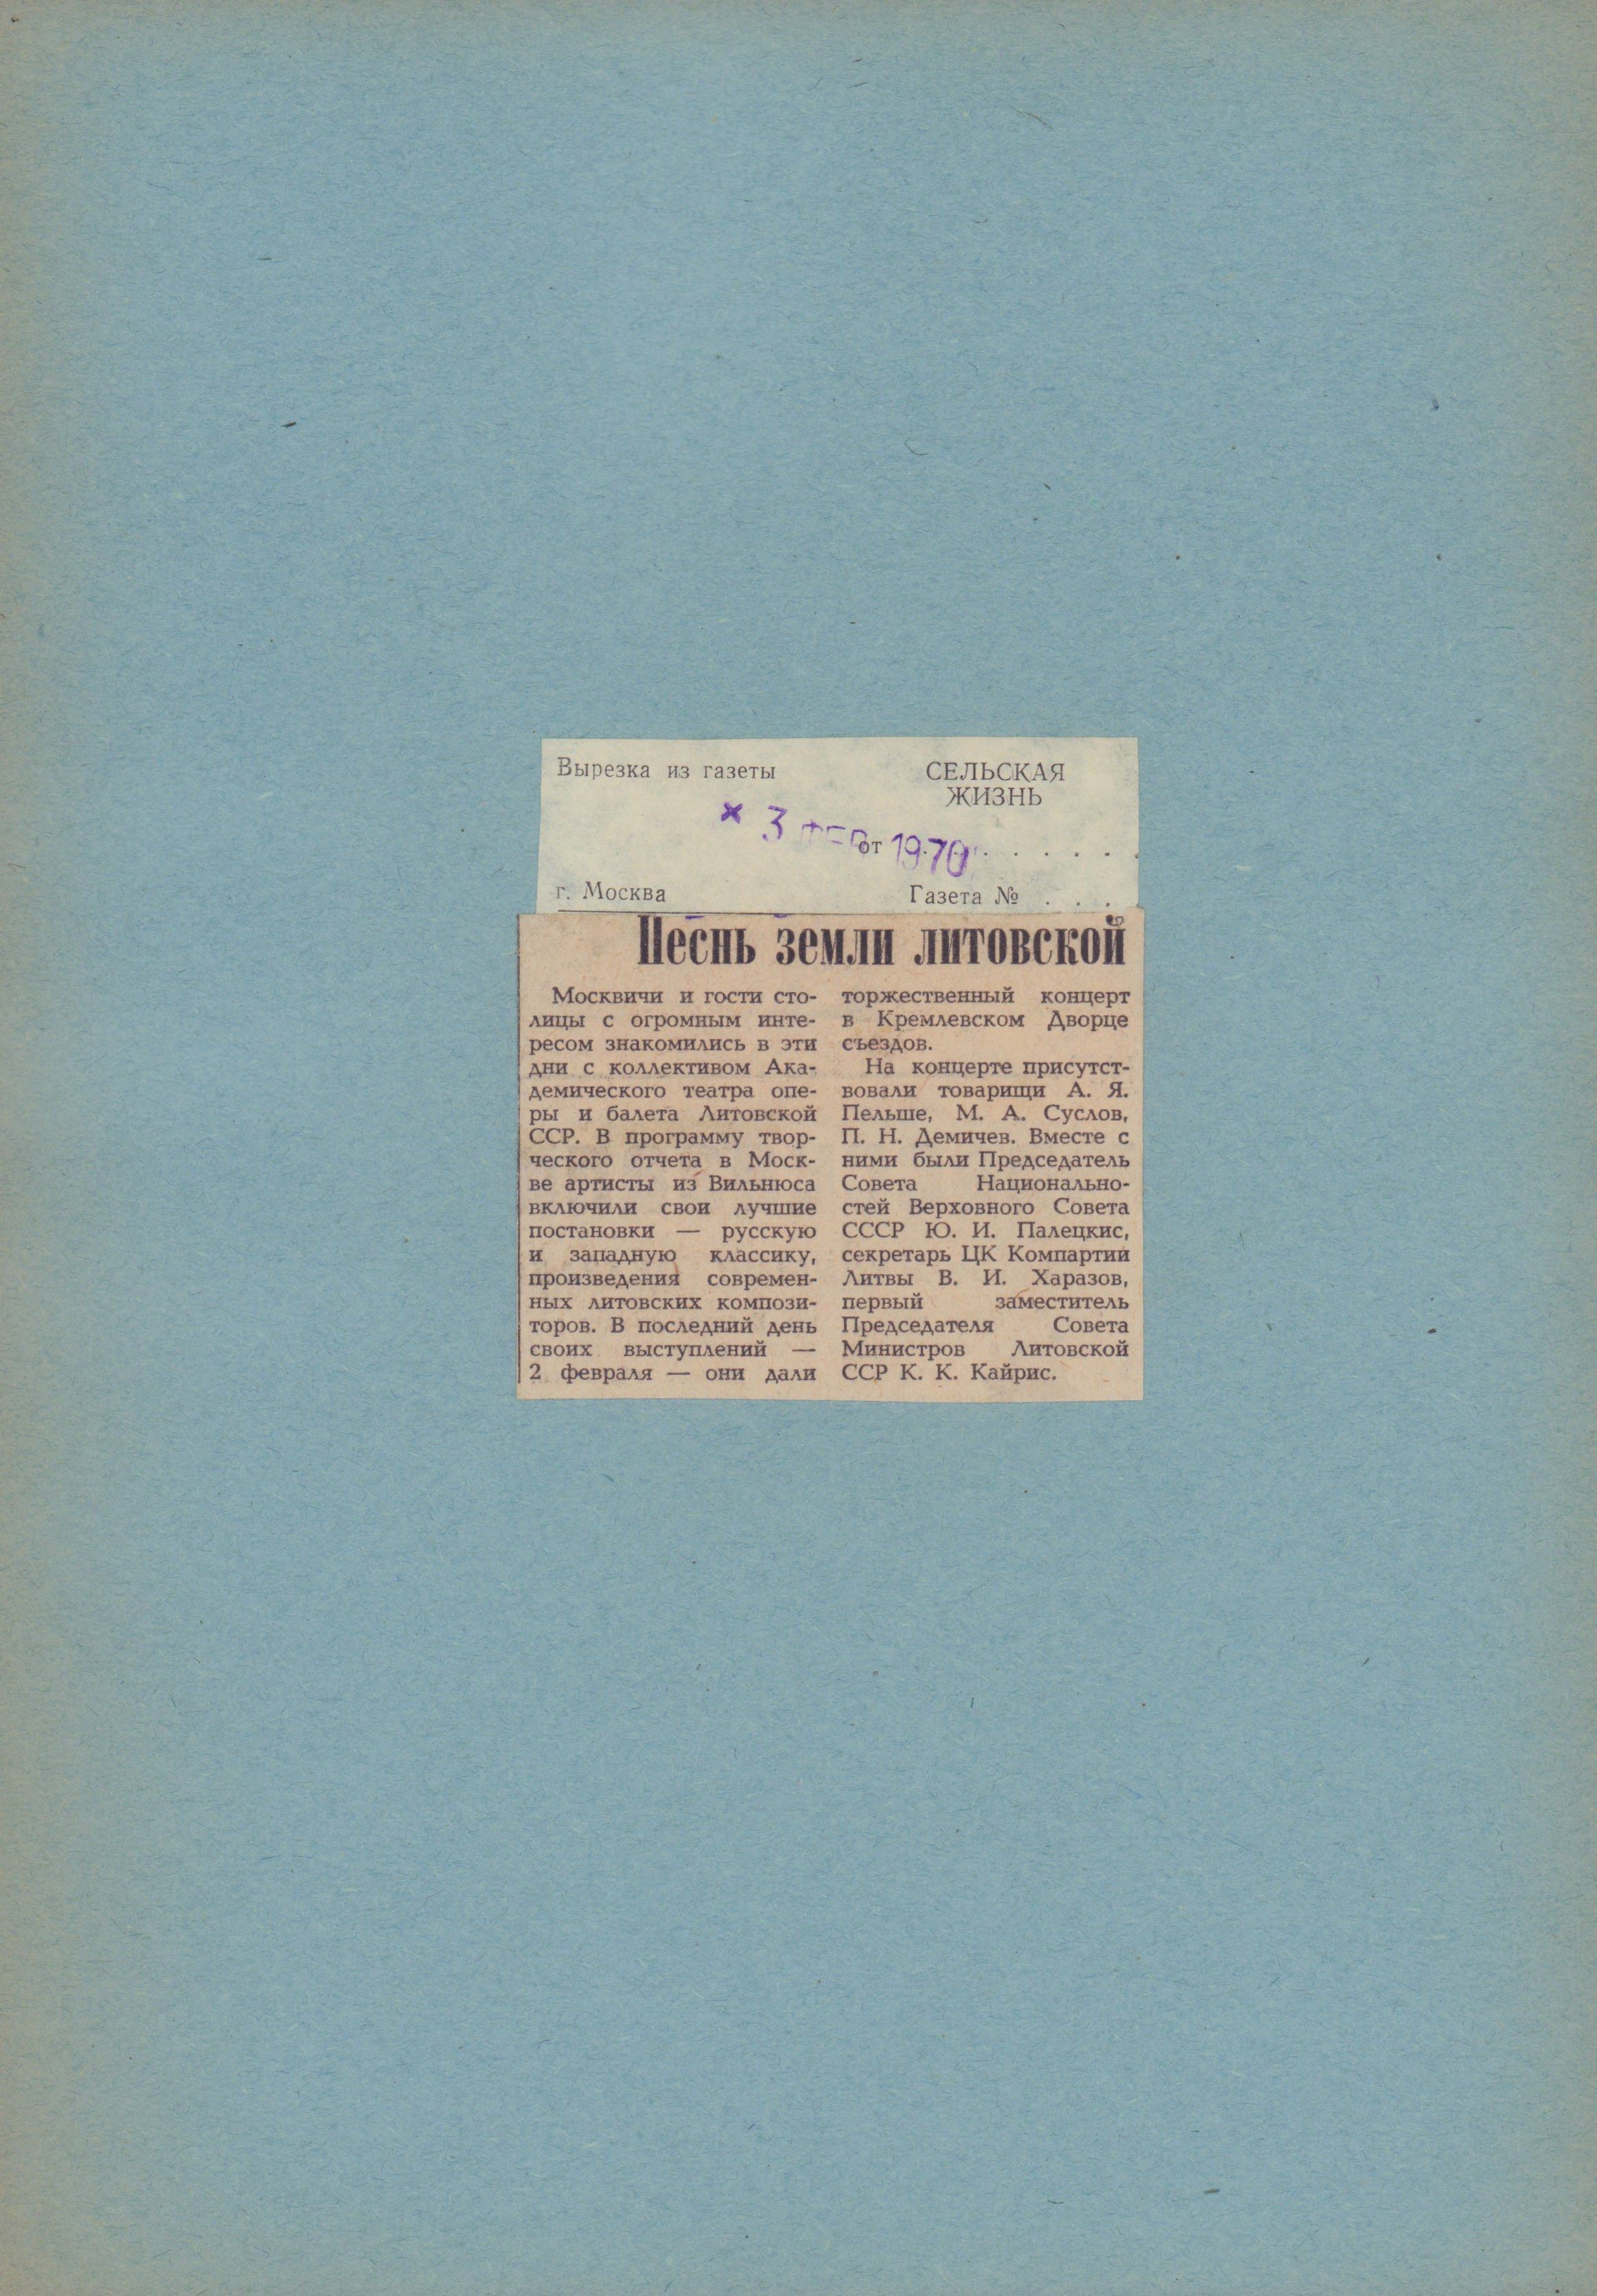 Вырезка из газеты
СЕЛЬСКАЯ
ЖИЗНЬ
* 3 ФЕВ 1970
от . . . . . . .
г. Москва
Газета № . . .
Песнь земли литовской
Москвичи и гости сто-
лицы с огромным инте-
ресом знакомились в эти
дни с коллективом Ака-
демического театра опе-
ры и балета Литовской
ССР. В программу твор-
ческого отчета в Моск-
ве артисты из Вильнюса
включили свои лучшие
постановки — русскую
и западную классику,
произведения современ-
ных литовских компози-
торов. В последний день
своих выступлений —
2 февраля — они дали
торжественный концерт
в Кремлевском Дворце
съездов.
На концерте присутст-
вовали товарищи А. Я.
Пельше, М. А. Суслов,
П. Н. Демичев. Вместе с
ними были Председатель
Совета Национально-
стей Верховного Совета
СССР Ю. И. Палецкис,
секретарь ЦК Компартии
Литвы В. И. Харазов,
первый заместитель
Председателя Совета
Министров Литовской
ССР К. К. Кайрис.